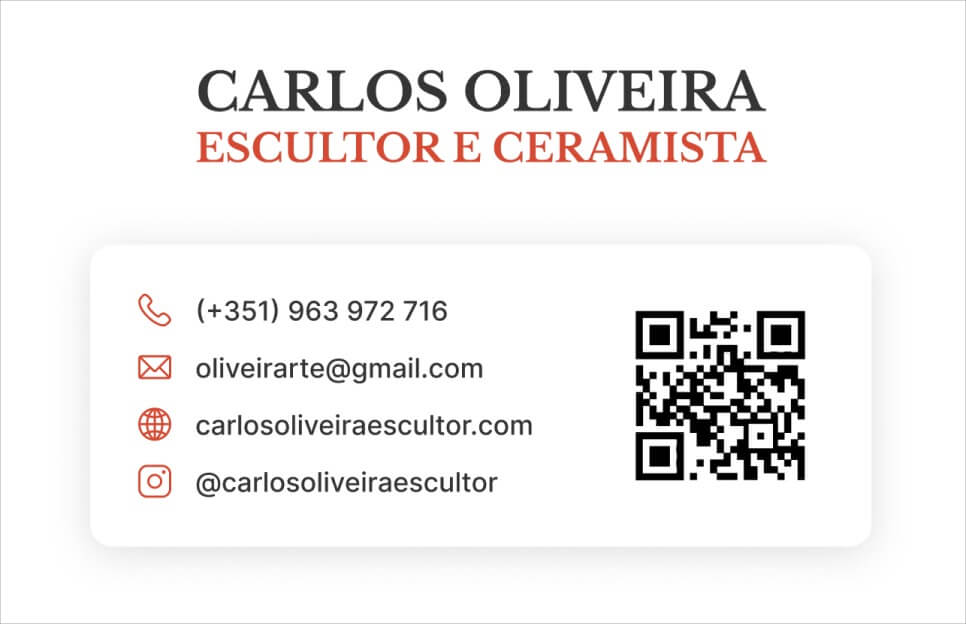 CARLOS OLIVEIRA
ESCULTOR E CERAMISTA
(+351) 963 972 716
oliveirarte@gmail.com
carlosoliveiraescultor.com
@carlosoliveiraescultor